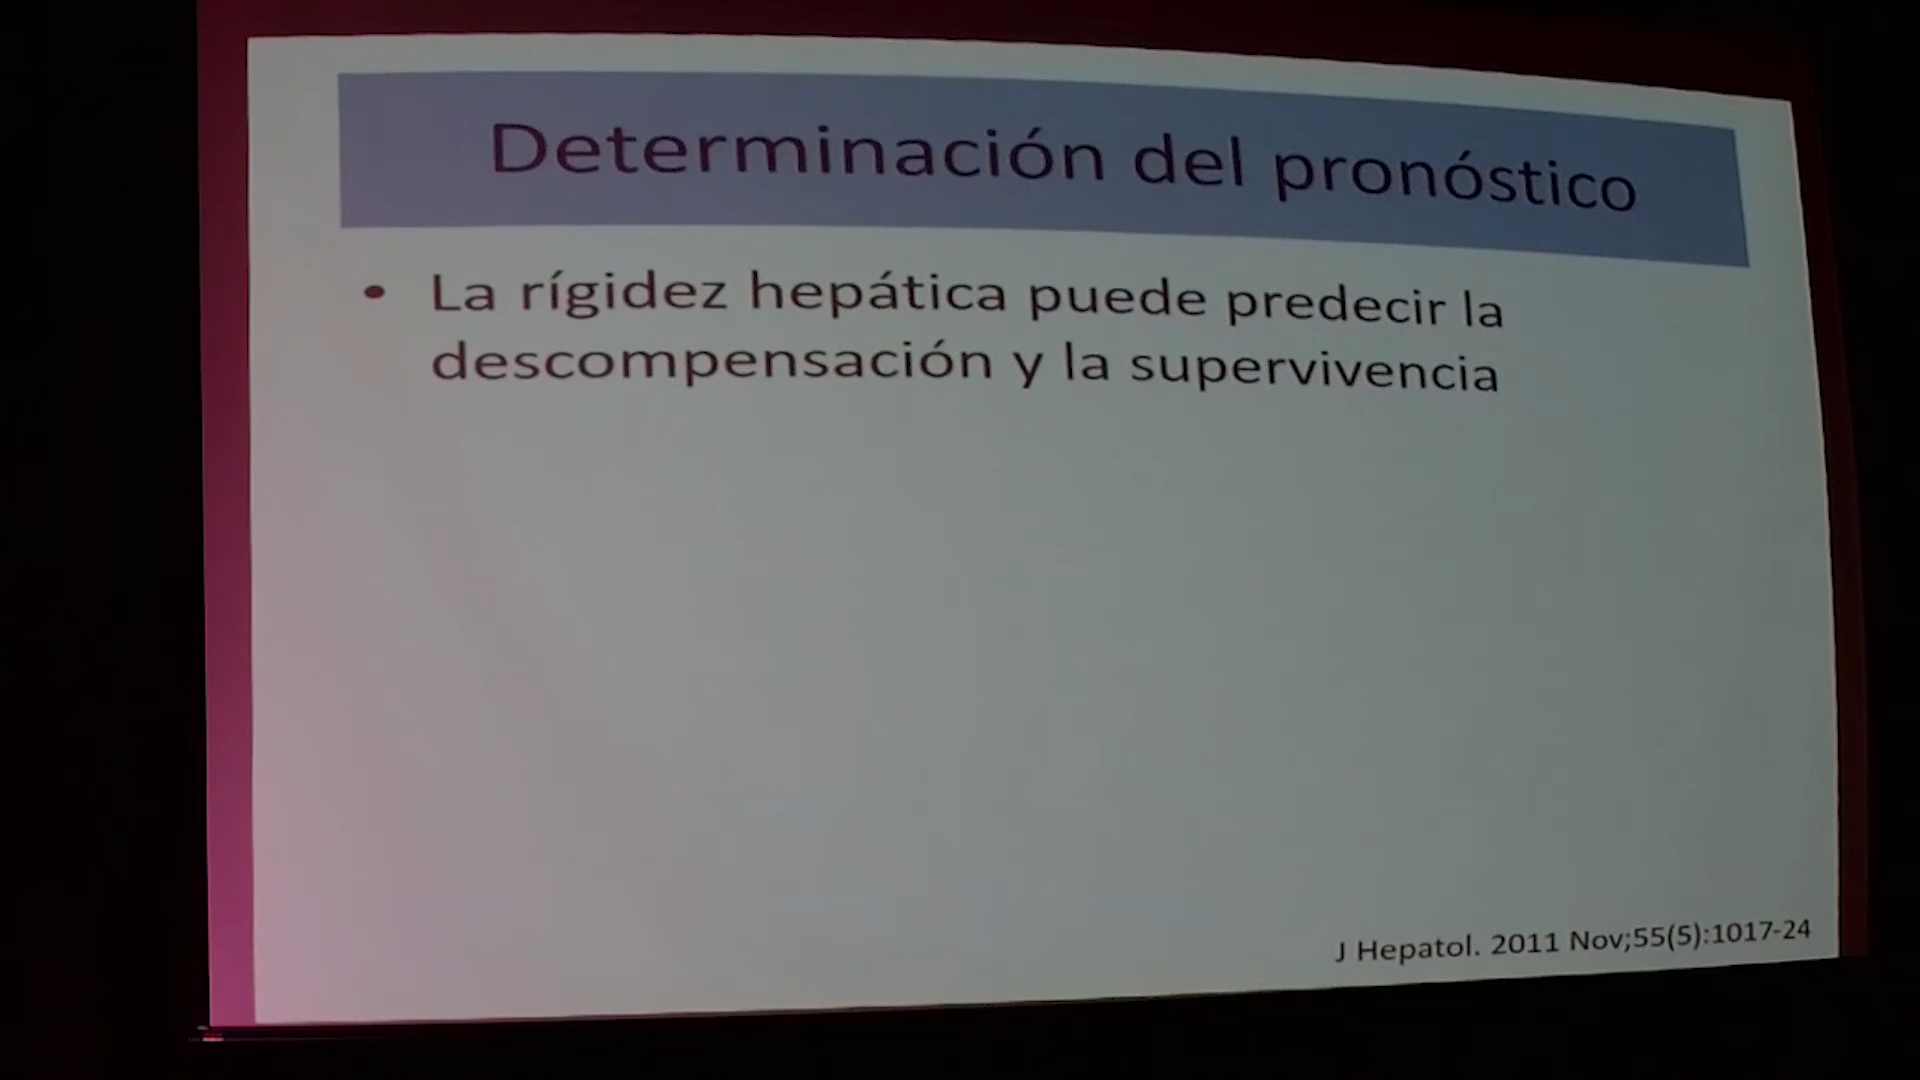 Determinación del pronóstico
• La rígidez hepática puede predecir la
descompensación y la supervivencia
J Hepatol. 2011 Nov;55(5):1017-24